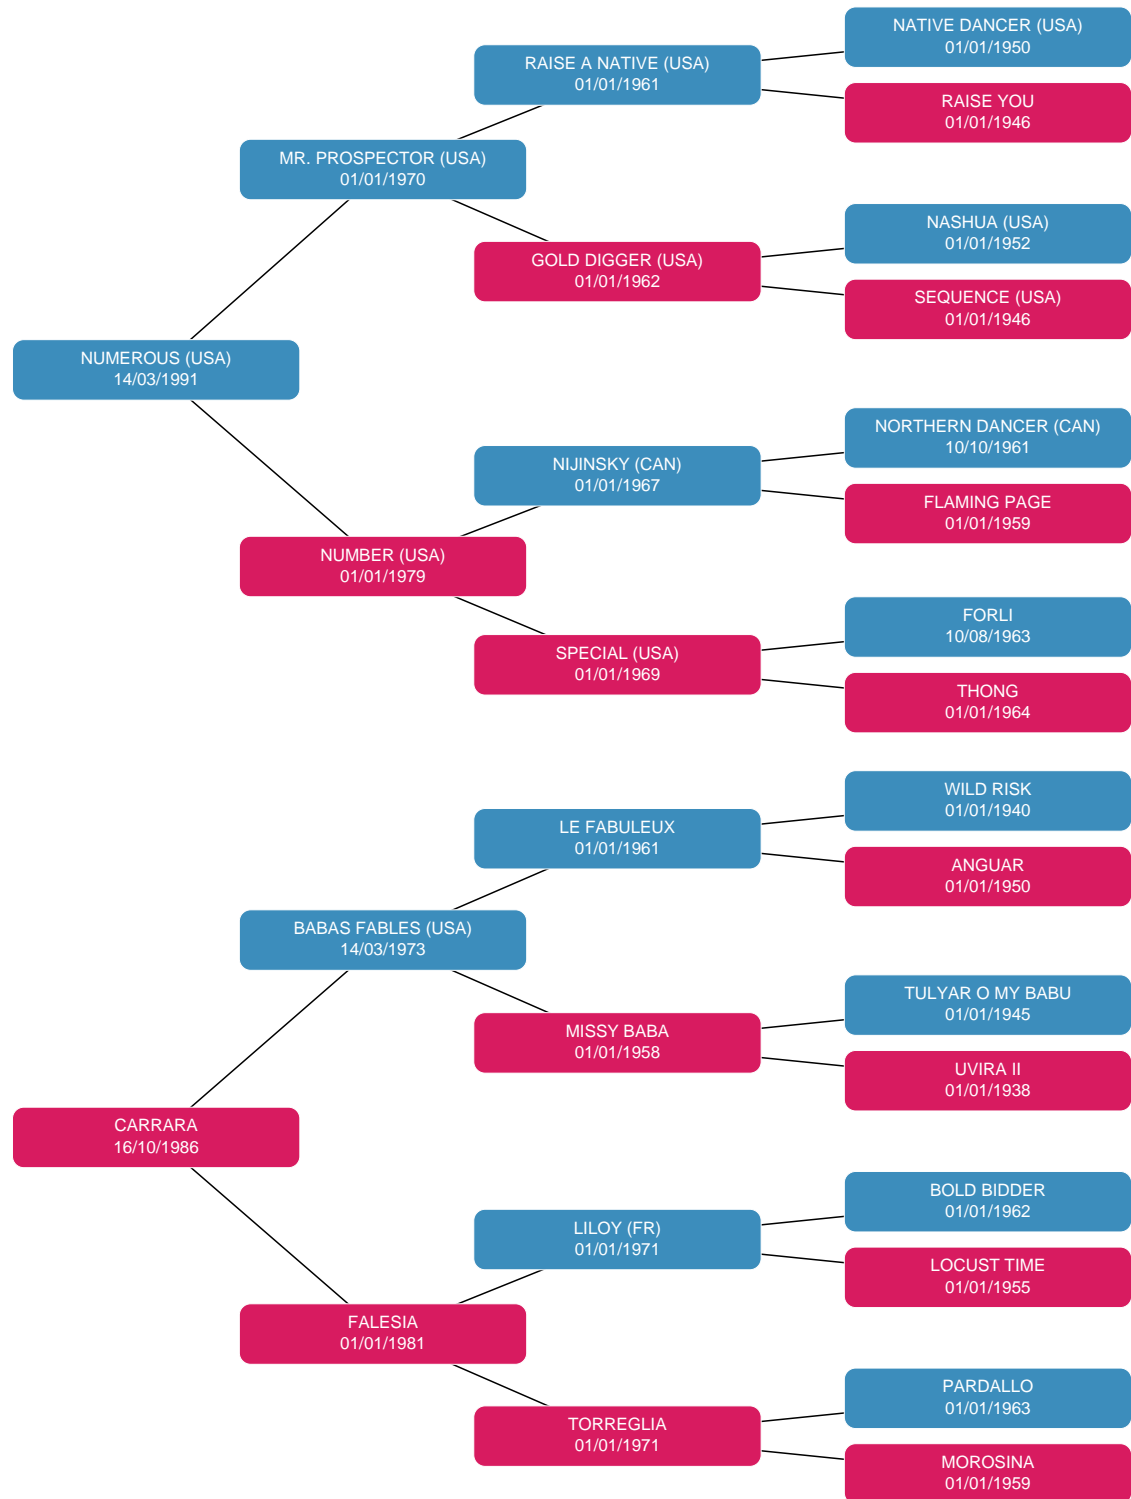 NATIVE DANCER (USA)
01/01/1950
RAISE A NATIVE (USA)
01/01/1961
RAISE YOU
01/01/1946
MR. PROSPECTOR (USA)
01/01/1970
NASHUA (USA)
01/01/1952
GOLD DIGGER (USA)
01/01/1962
SEQUENCE (USA)
01/01/1946
NUMEROUS (USA)
14/03/1991
NORTHERN DANCER (CAN)
10/10/1961
NIJINSKY (CAN)
01/01/1967
FLAMING PAGE
01/01/1959
NUMBER (USA)
01/01/1979
FORLI
10/08/1963
SPECIAL (USA)
01/01/1969
THONG
01/01/1964
WILD RISK
01/01/1940
LE FABULEUX
01/01/1961
ANGUAR
01/01/1950
BABAS FABLES (USA)
14/03/1973
TULYAR O MY BABU
01/01/1945
MISSY BABA
01/01/1958
UVIRA II
01/01/1938
CARRARA
16/10/1986
BOLD BIDDER
01/01/1962
LILOY (FR)
01/01/1971
LOCUST TIME
01/01/1955
FALESIA
01/01/1981
PARDALLO
01/01/1963
TORREGLIA
01/01/1971
MOROSINA
01/01/1959